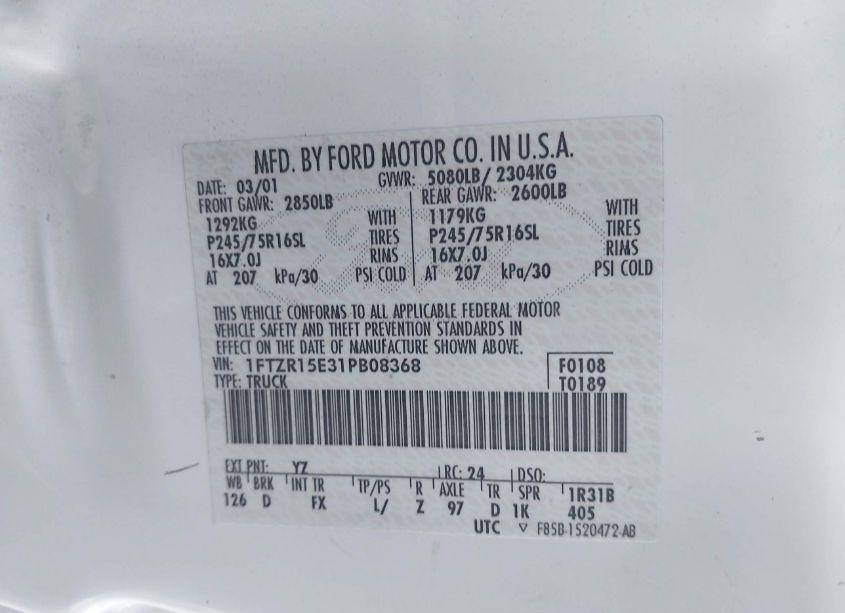 MFD. BY FORD MOTOR CO. IN U.S.A.
DATE: 03/01 GVWR: 5080LB/ 2304KG
FRONT GAWR: 2850LB REAR GAWR: 2600LB
1292KG WITH 1179KG WITH
P245/75R16SL TIRES P245/75R16SL TIRES
16X7.0J RIMS 16X7.0J RIMS
AT 207 kPa/30 PSI COLD AT 207 kPa/30 PSI COLD
THIS VEHICLE CONFORMS TO ALL APPLICABLE FEDERAL MOTOR
VEHICLE SAFETY AND THEFT PREVENTION STANDARDS IN
EFFECT ON THE DATE OF MANUFACTURE SHOWN ABOVE.
VIN: 1FTZR15E31PB08368 F0108
TYPE: TRUCK T0189
EXT PNT: YZ RC: 24 DSO:
WB BRK INT TR TP/PS R AXLE TR SPR 1R31B
126 D FX L/ Z 97 D 1K 405
UTC ▽ F85B-1520472-AB